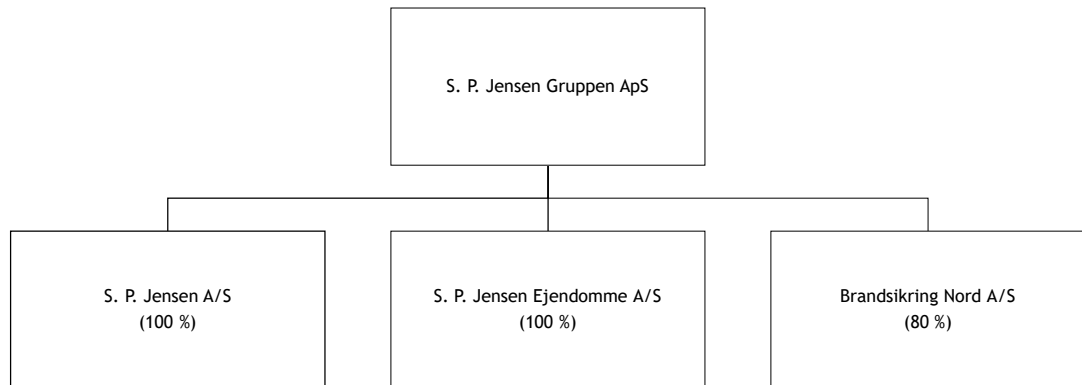 S. P. Jensen Gruppen ApS
S. P. Jensen A/S
(100 %)
S. P. Jensen Ejendomme A/S
(100 %)
Brandsikring Nord A/S
(80 %)